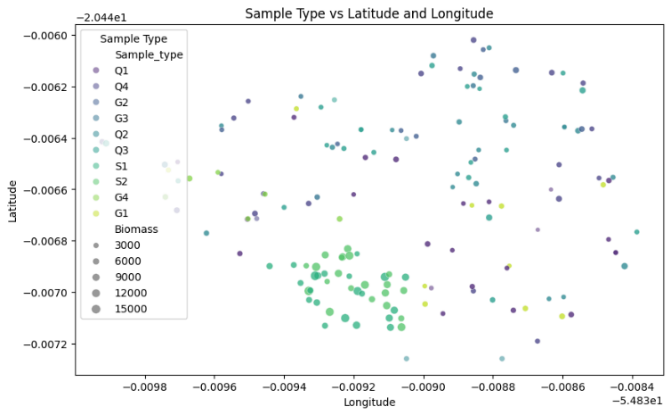 Sample Type vs Latitude and Longitude
−2.044e1
−0.0060
−0.0062
−0.0064
−0.0066
−0.0068
−0.0070
−0.0072
Latitude
Sample Type
Sample_type
Q1
Q4
G2
G3
Q2
Q3
S1
S2
G4
G1
Biomass
3000
6000
9000
12000
15000
−0.0098 −0.0096 −0.0094 −0.0092 −0.0090 −0.0088 −0.0086 −0.0084
−5.483e1
Longitude